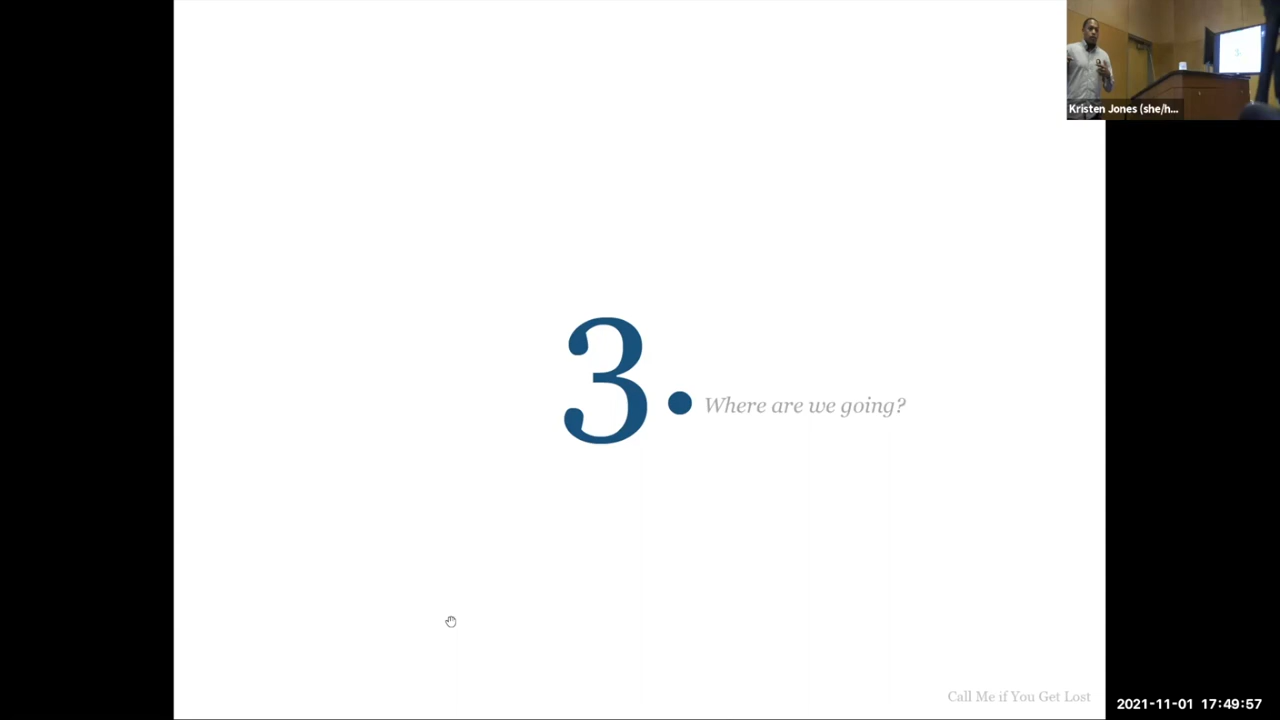 Kristen Jones (she/h...
3.
Where are we going?
Call Me if You Get Lost
2021-11-01 17:49:57